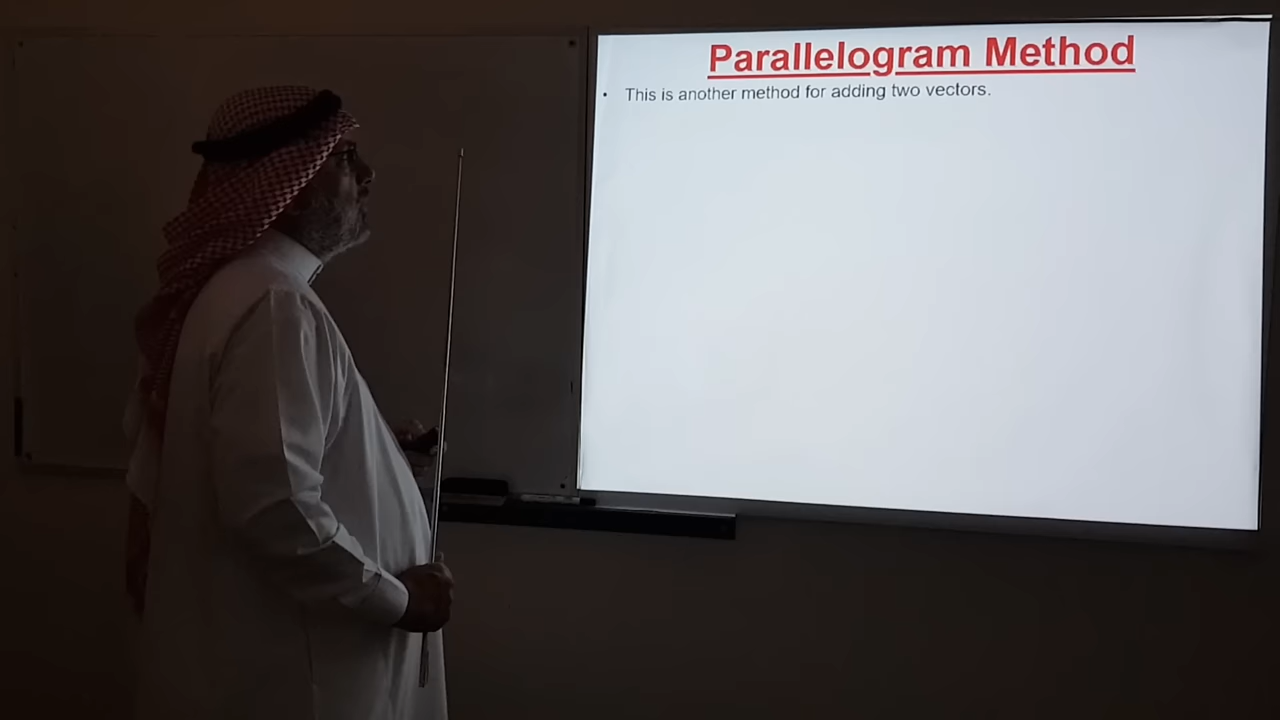 Parallelogram Method
• This is another method for adding two vectors.